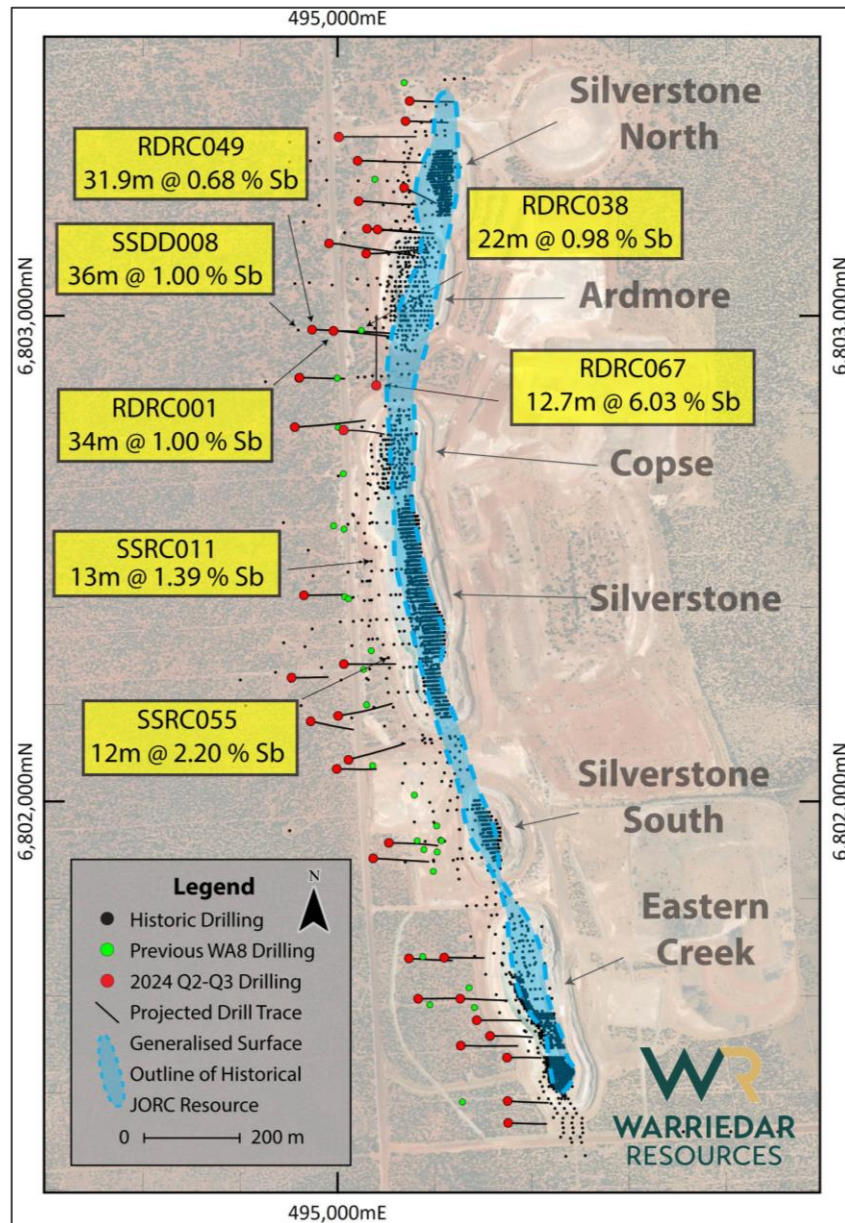 495,000mE
Silverstone
North
RDRC049
31.9m @ 0.68 % Sb
RDRC038
22m @ 0.98 % Sb
SSDD008
36m @ 1.00 % Sb
Ardmore
6,803,000mN
6,803,000mN
RDRC067
12.7m @ 6.03 % Sb
RDRC001
34m @ 1.00 % Sb
Copse
SSRC011
13m @ 1.39 % Sb
Silverstone
SSRC055
12m @ 2.20 % Sb
Silverstone
South
6,802,000mN
6,802,000mN
Eastern
Creek
Legend
N
Historic Drilling
Previous WA8 Drilling
2024 Q2-Q3 Drilling
Projected Drill Trace
Generalised Surface
Outline of Historical
JORC Resource
0 200 m
WR
WARRIEDAR
RESOURCES
495,000mE